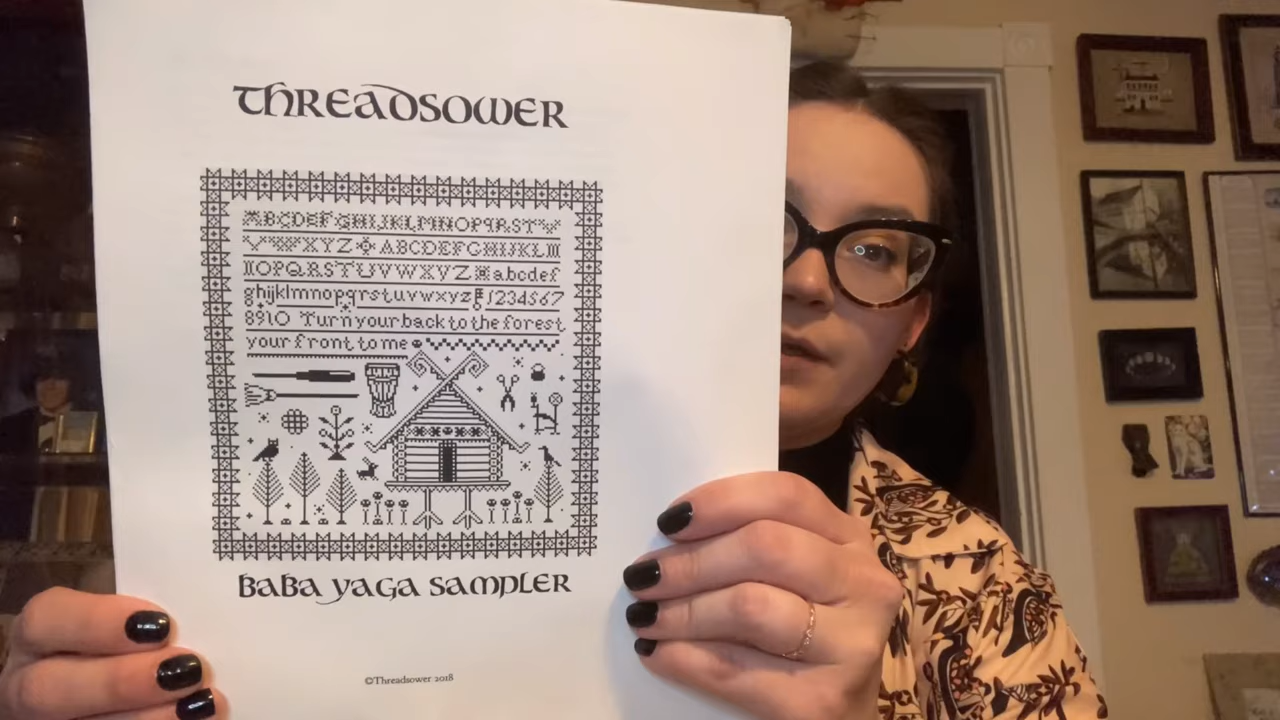 THREADSOWER
ABCDEFGHIJKLMNOPQRSTU
VWXYZ ABCDEFGHIJKLM
NOPQRSTUVWXYZ abcdef
ghijklmnopqrstuvwxyz 1234567
8910 Turn your back to the forest
your front to me
BABA YAGA SAMPLER
©Threadsower 2018